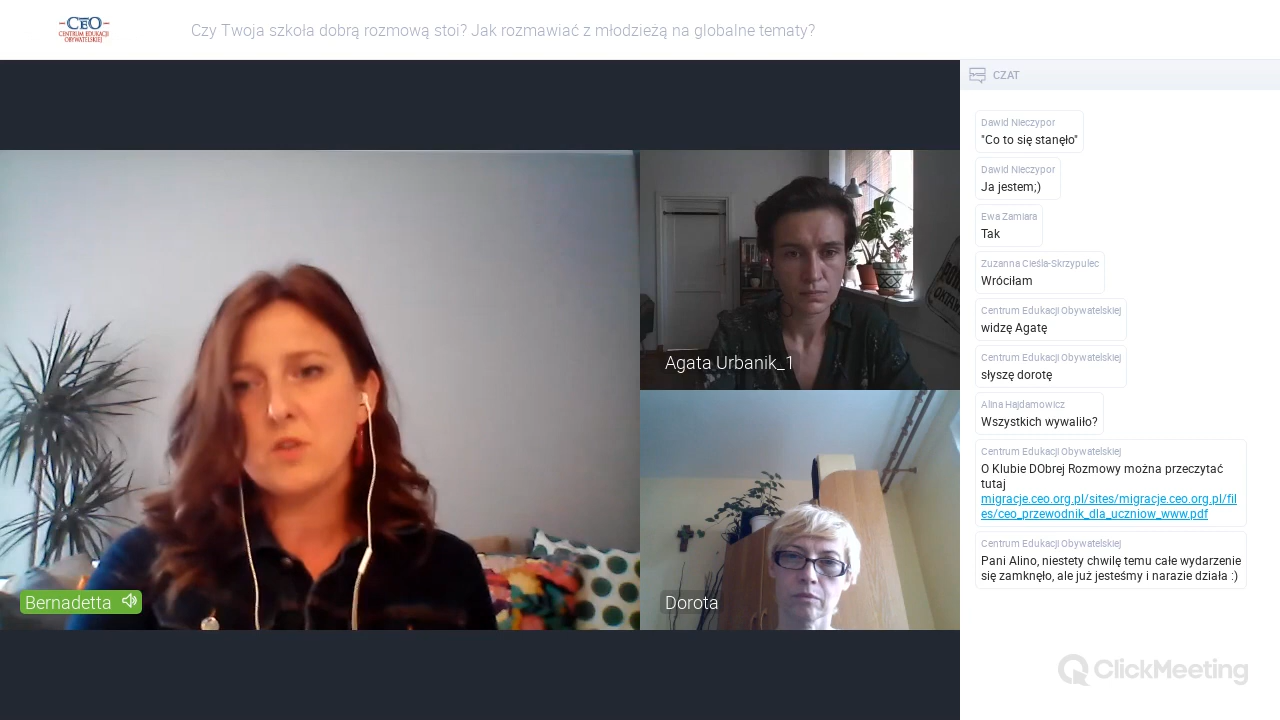 CEO
CENTRUM EDUKACJI
OBYWATELSKIEJ
Czy Twoja szkoła dobrą rozmową stoi? Jak rozmawiać z młodzieżą na globalne tematy?
CZAT
Dawid Nieczypor
"Co to się stanęło"
Dawid Nieczypor
Ja jestem;)
Ewa Zamiara
Tak
Zuzanna Cieśla-Skrzypulec
Wróciłam
Centrum Edukacji Obywatelskiej
widzę Agatę
Centrum Edukacji Obywatelskiej
słyszę dorotę
Alina Hajdamowicz
Wszystkich wywaliło?
Centrum Edukacji Obywatelskiej
O Klubie DObrej Rozmowy można przeczytać
tutaj
migracje.ceo.org.pl/sites/migracje.ceo.org.pl/fil
es/ceo_przewodnik_dla_uczniow_www.pdf
Centrum Edukacji Obywatelskiej
Pani Alino, niestety chwilę temu całe wydarzenie
się zamknęło, ale już jesteśmy i narazie działa :)
Agata Urbanik_1
Bernadetta
Dorota
ClickMeeting